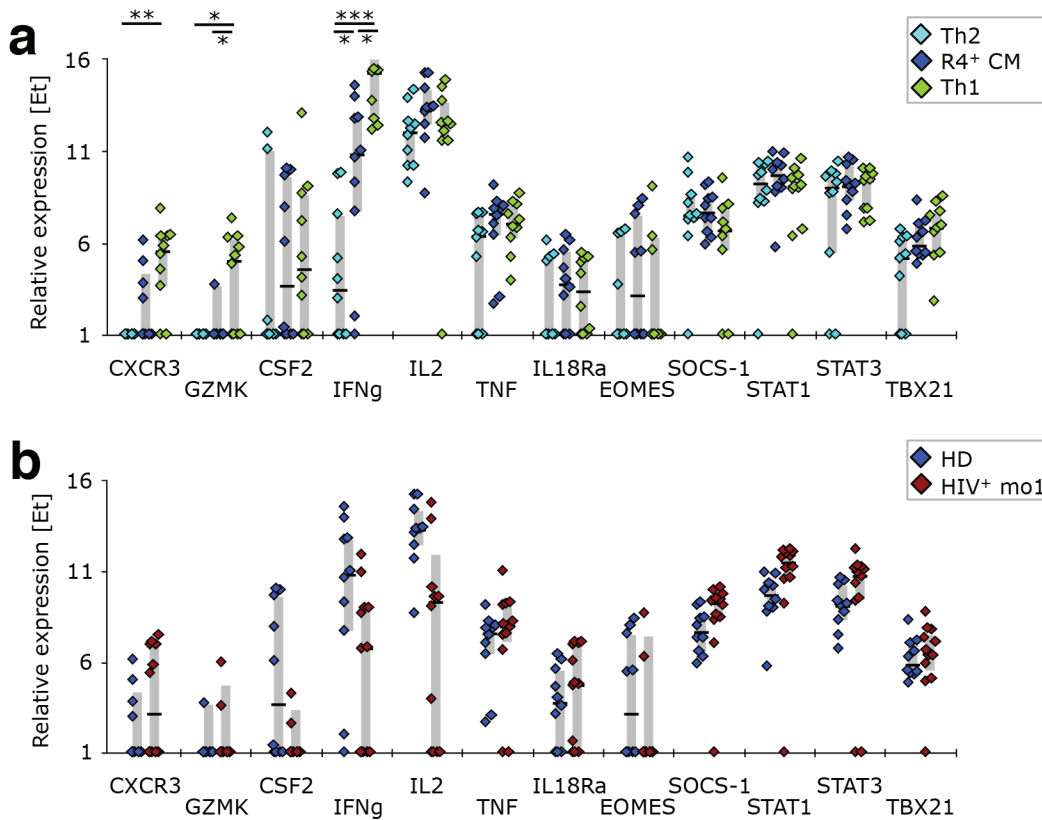 a
** * *** 
* * *
Th2
R4⁺ CM
Th1
Relative expression [Et]
16
11
6
1
CXCR3 CSF2 IL2 IL18Ra SOCS-1 STAT3
GZMK IFNg TNF EOMES STAT1 TBX21
b
HD
HIV⁺ mo1
Relative expression [Et]
16
11
6
1
CXCR3 CSF2 IL2 IL18Ra SOCS-1 STAT3
GZMK IFNg TNF EOMES STAT1 TBX21